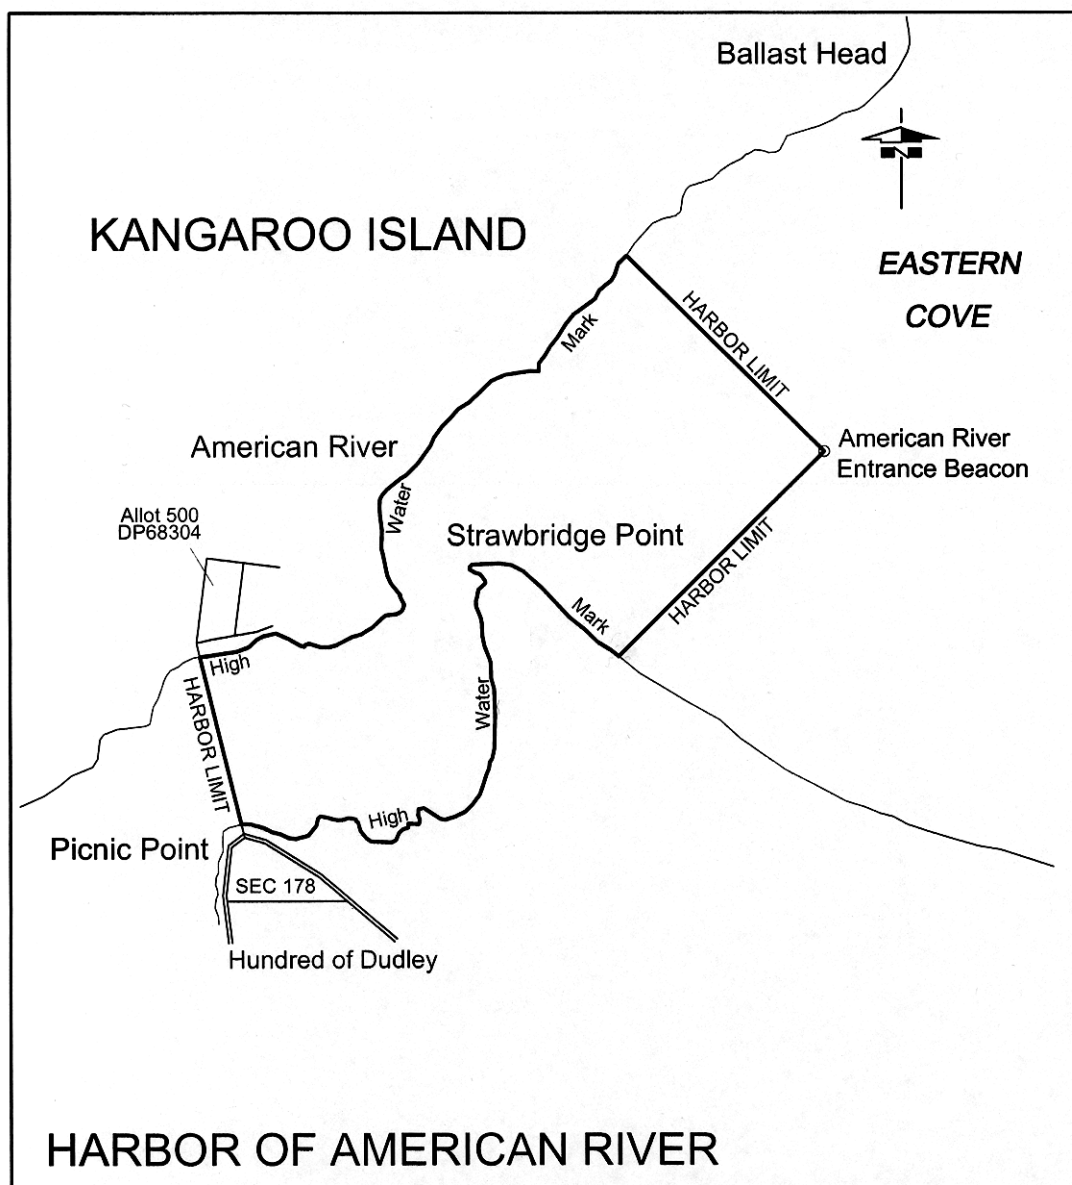 Ballast Head
N
KANGAROO ISLAND
EASTERN
COVE
HARBOR LIMIT
Mark
American River
American River
Entrance Beacon
Water
Allot 500
DP68304
Strawbridge Point
HARBOR LIMIT
Mark
High
HARBOR LIMIT
Water
High
Picnic Point
SEC 178
Hundred of Dudley
HARBOR OF AMERICAN RIVER